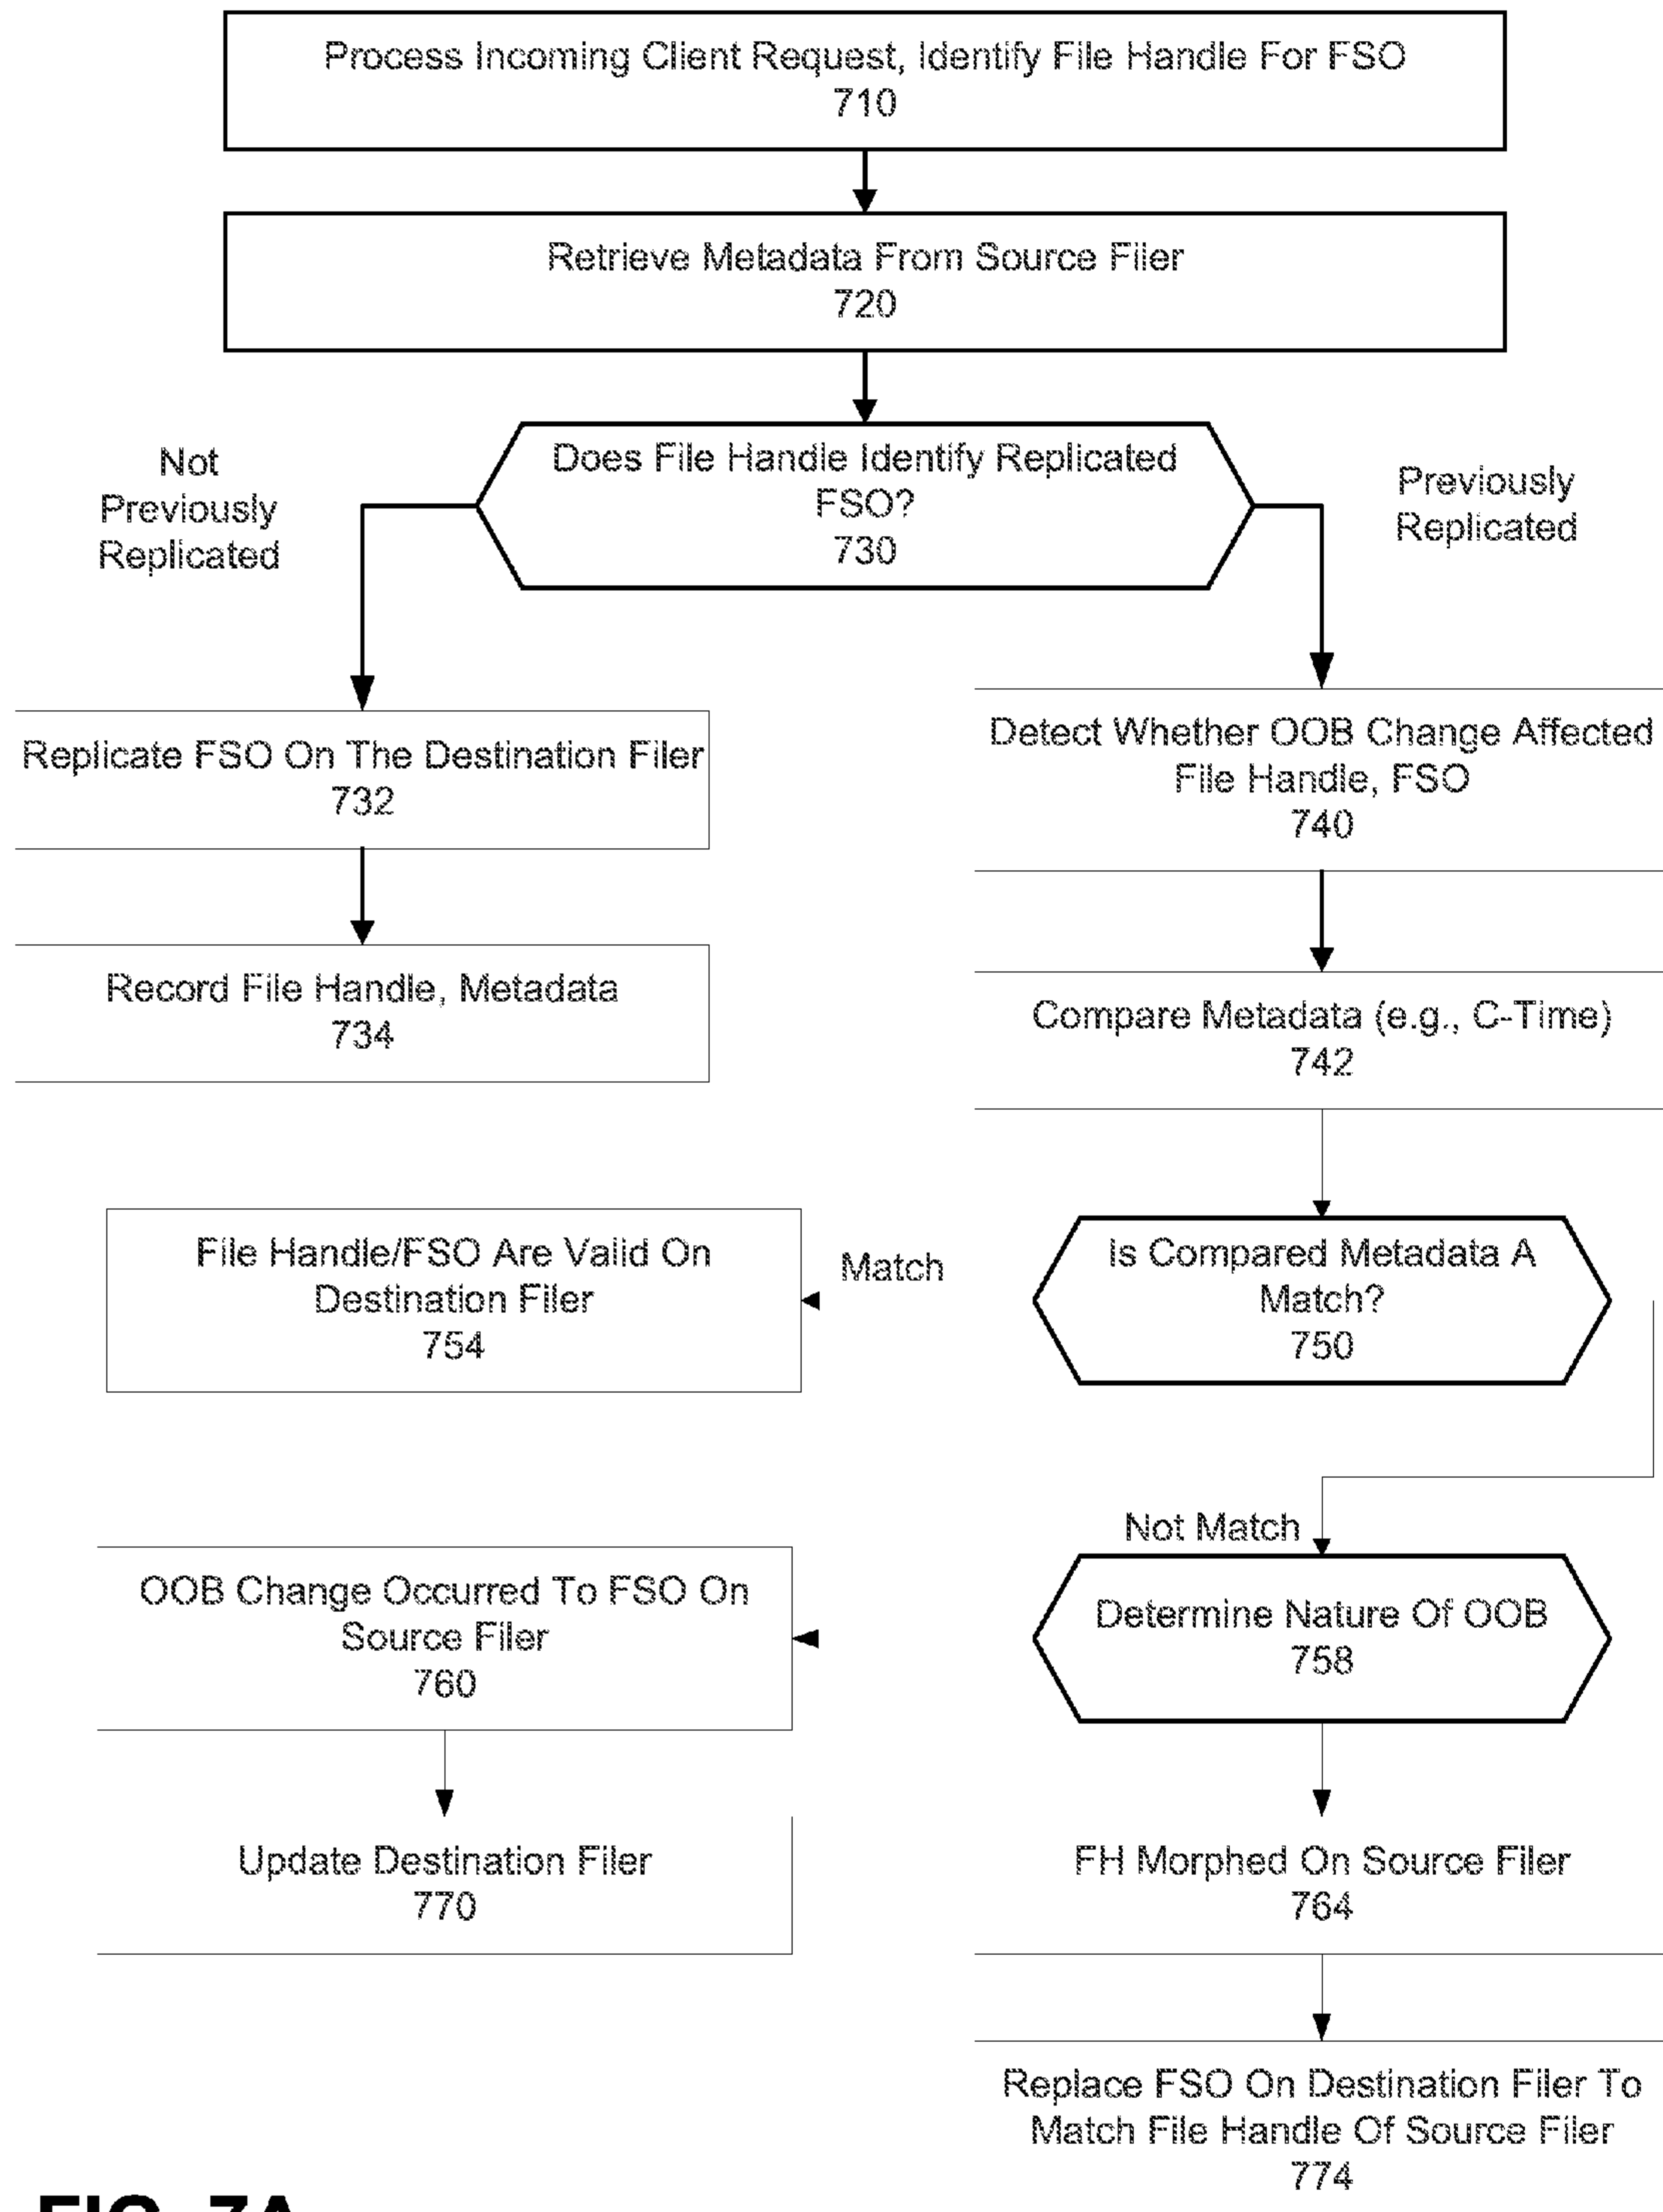 Process Incoming Client Request, Identify File Handle For FSO
710
Retrieve Metadata From Source Filer
720
Does File Handle Identify Replicated
FSO?
730
Not
Previously
Replicated
Previously
Replicated
Replicate FSO On The Destination Filer
732
Detect Whether OOB Change Affected
File Handle, FSO
740
Record File Handle, Metadata
734
Compare Metadata (e.g., C-Time)
742
File Handle/FSO Are Valid On
Destination Filer
754
Match
Is Compared Metadata A
Match?
750
Not Match
OOB Change Occurred To FSO On
Source Filer
760
Determine Nature Of OOB
758
Update Destination Filer
770
FH Morphed On Source Filer
764
Replace FSO On Destination Filer To
Match File Handle Of Source Filer
774
FIG. 7A